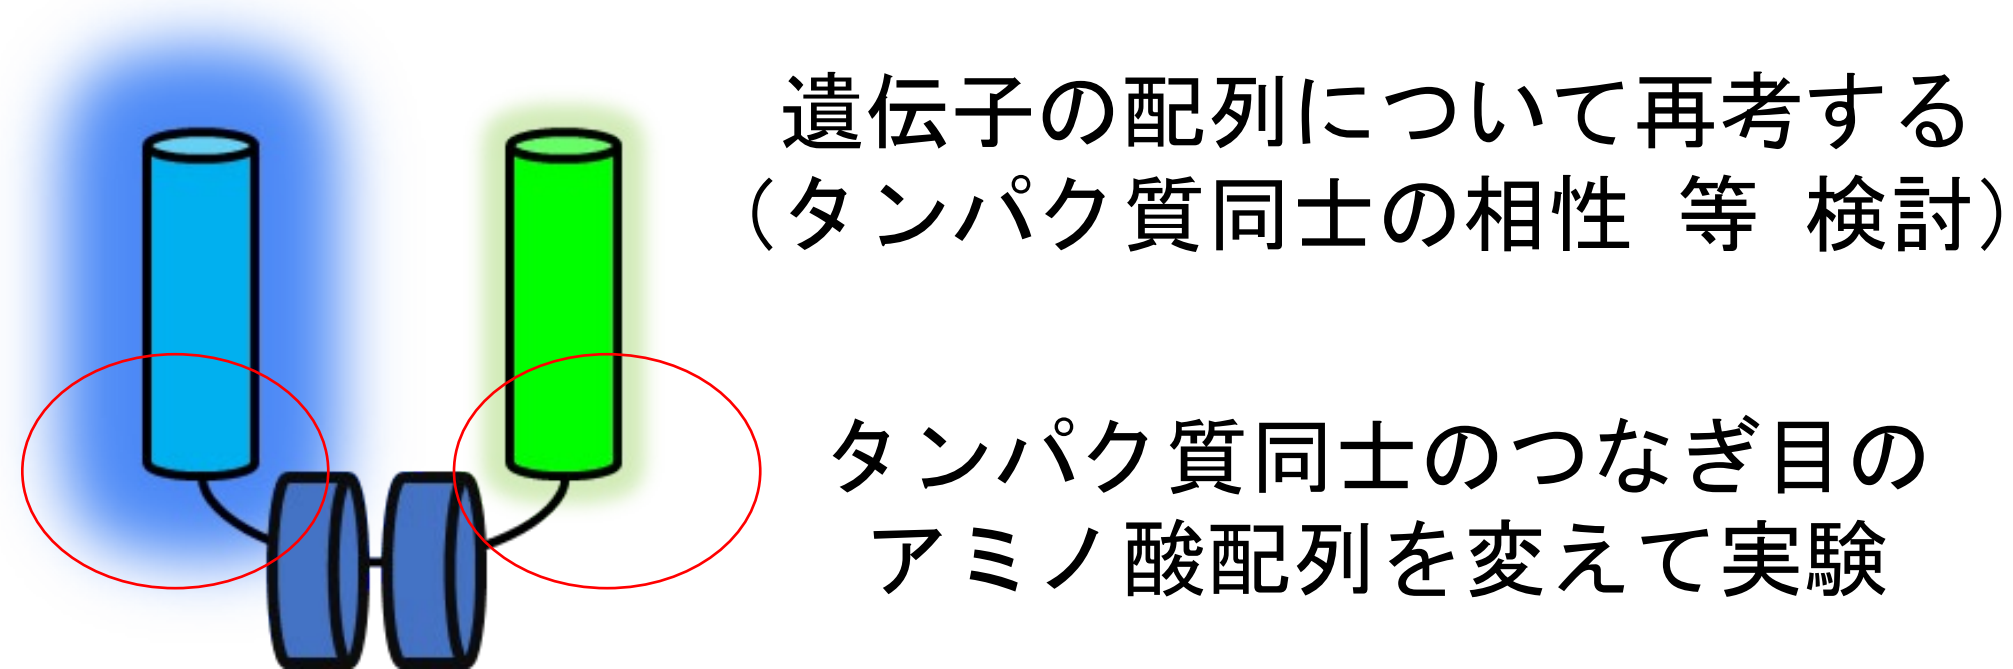 遺伝子の配列について再考する
（タンパク質同士の相性 等 検討）
タンパク質同士のつなぎ目の
アミノ酸配列を変えて実験